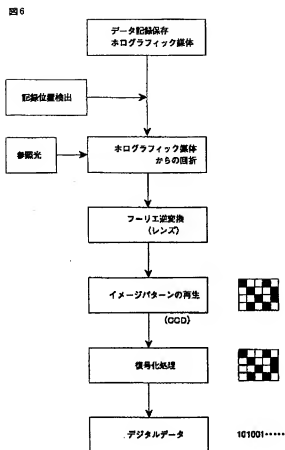 図6
データ記録保存
ホログラフィック媒体
記録位置検出
参照光
ホログラフィック媒体
からの回折
フーリエ逆変換
(レンズ)
イメージパターンの再生
(CCD)
復号化処理
デジタルデータ
101001·····